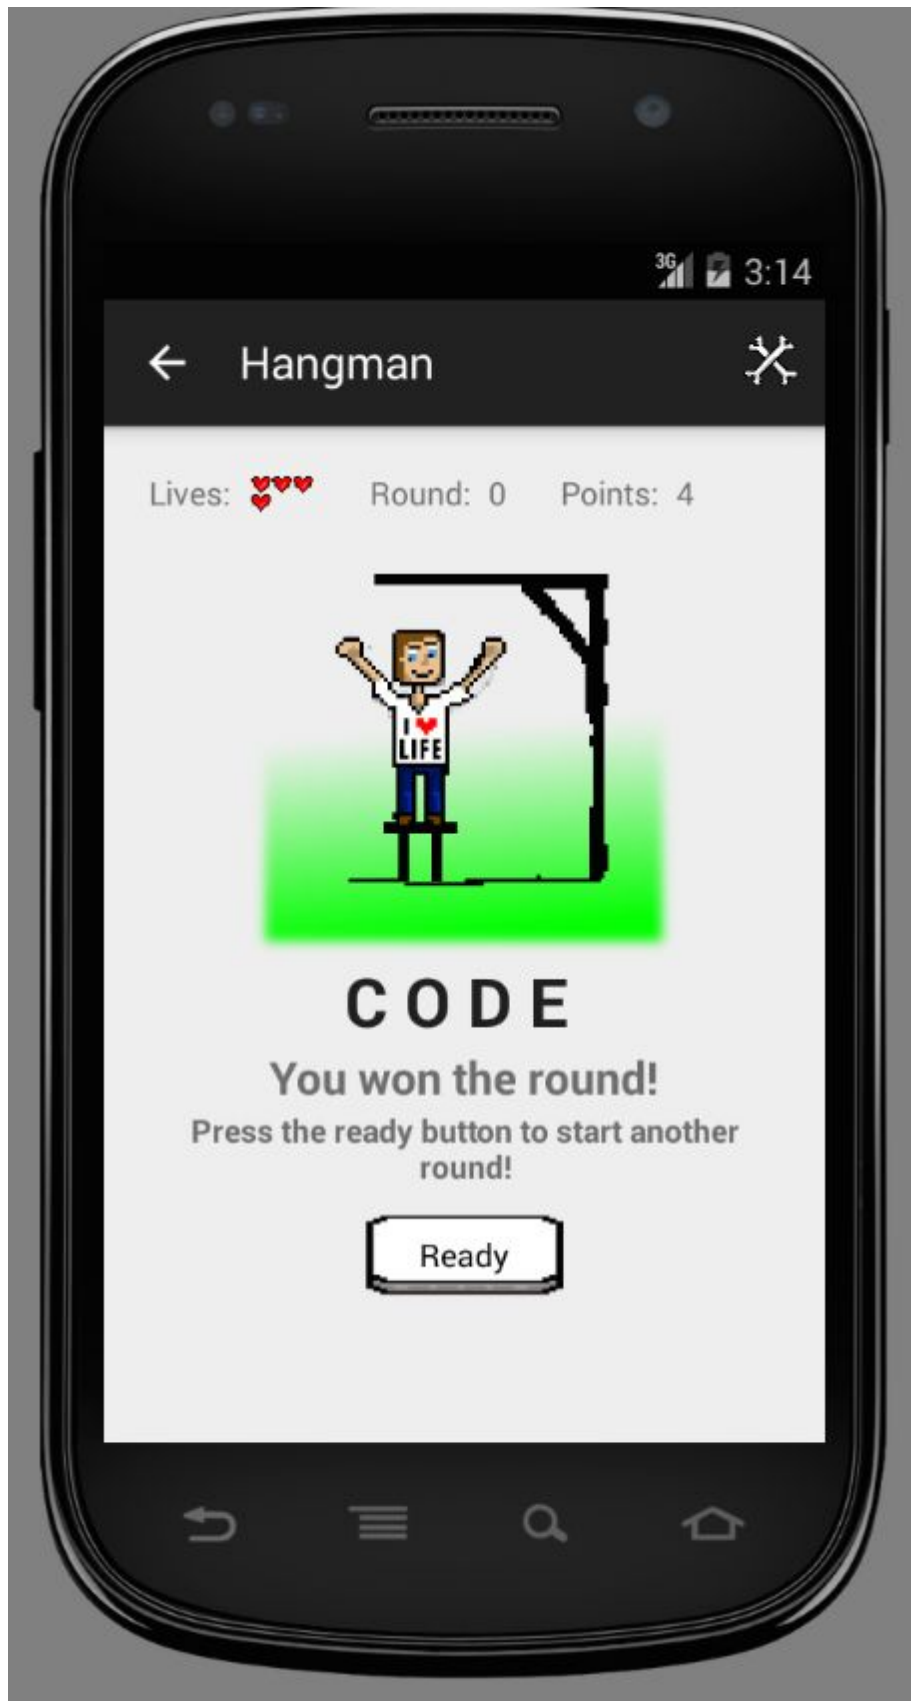 3G 3:14
Hangman
Lives: Round: 0 Points: 4
I
LIFE
CODE
You won the round!
Press the ready button to start another
round!
Ready